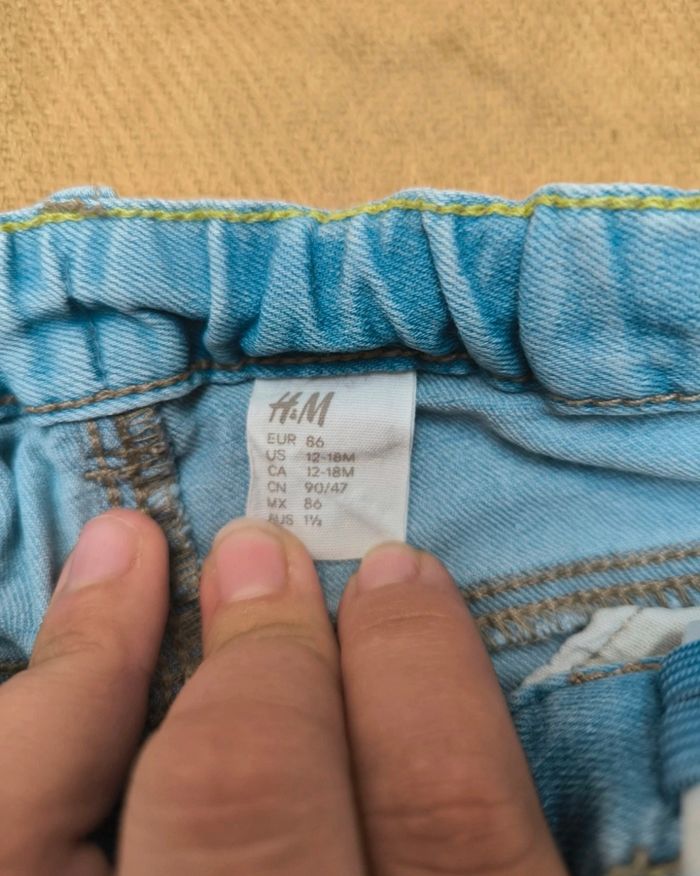 H&M
EUR 86
US 12-18M
CA 12-18M
CN 90/47
MX 86
AUS 1½